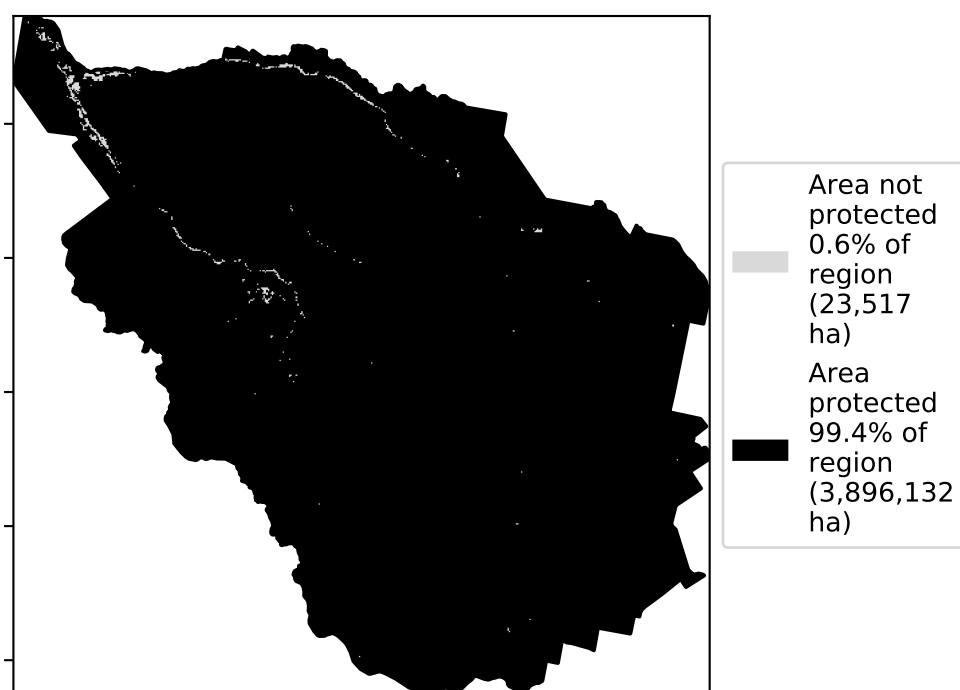 Area not
protected
0.6% of
region
(23,517
ha)
Area
protected
99.4% of
region
(3,896,132
ha)